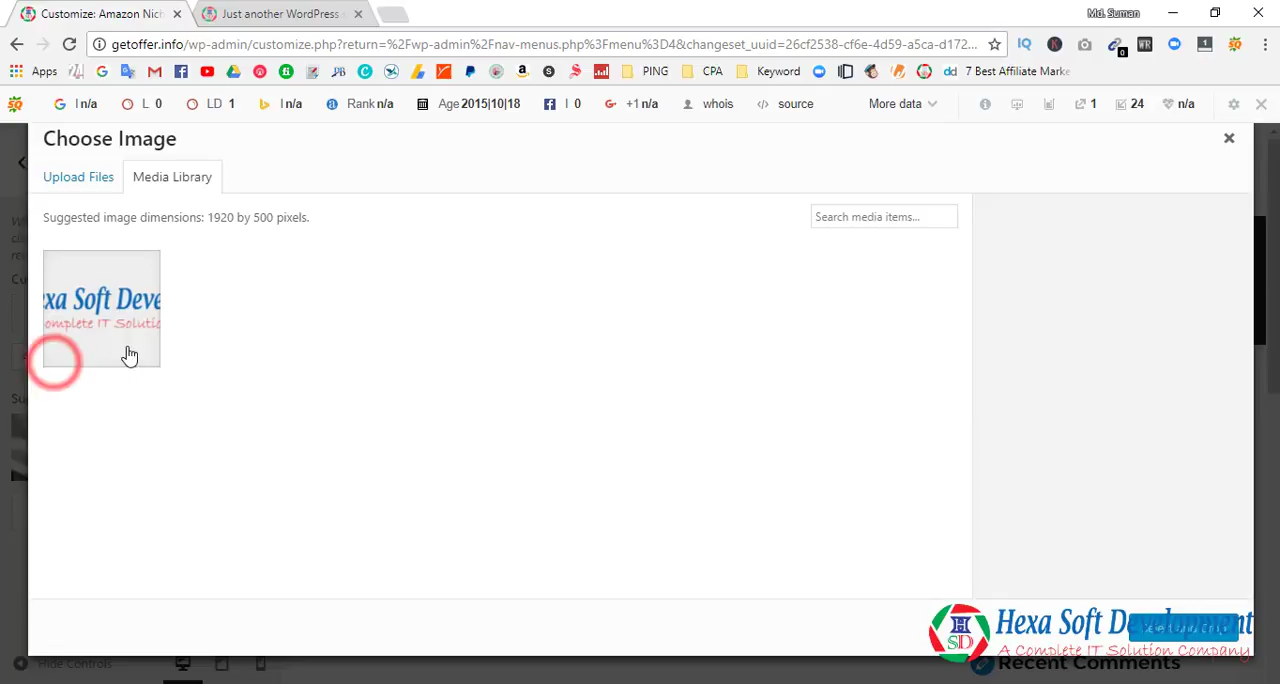 Customize: Amazon Nich
Just another WordPress
Md. Suman
getoffer.info/wp-admin/customize.php?return=%2Fwp-admin%2Fnav-menus.php%3Fmenu%3D4&changeset_uuid=26cf2538-cf6e-4d59-a5ca-d172...
Apps PING CPA Keyword 7 Best Affiliate Marke
I n/a L 0 LD 1 I n/a Rank n/a Age 2015|10|18 I 0 +1 n/a whois source More data 1 24 n/a
Choose Image
Upload Files Media Library
Suggested image dimensions: 1920 by 500 pixels.
Search media items...
exa Soft Deve
omplete IT Solutio
Hexa Soft Development
A Complete IT Solution Company
Hide Controls
Recent Comments